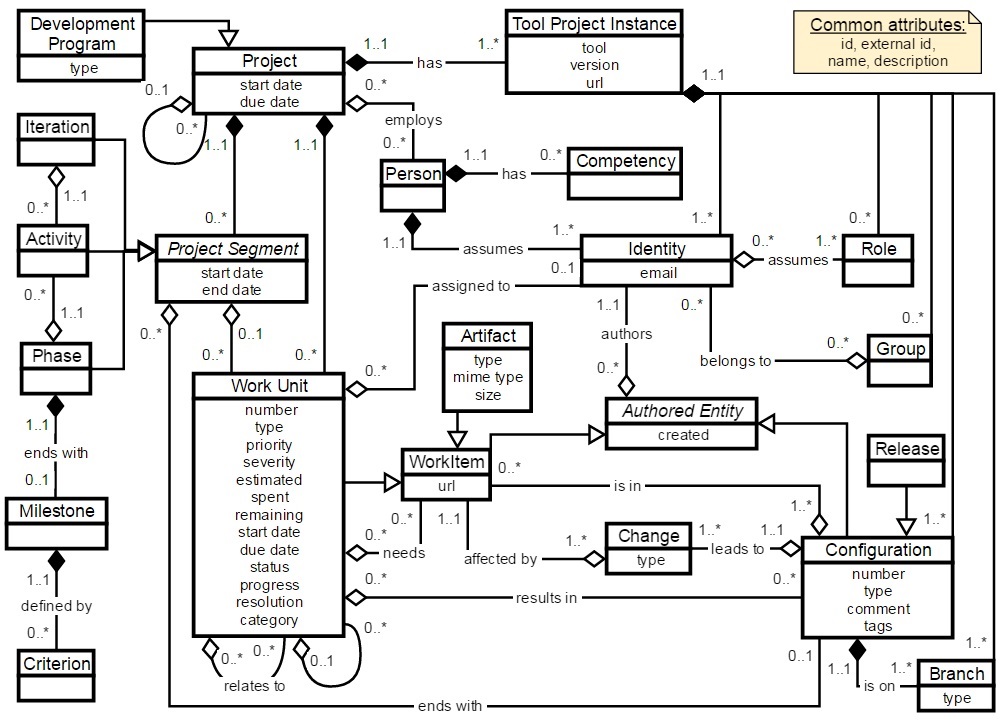 Development
Program
type
Project
start date
due date
0..1
0..*
1..1
has
1..*
Tool Project Instance
tool
version
url
1..1
Common attributes:
id, external id,
name, description
0..*
employs
0..*
1..1
1..1
Iteration
1..1
0..*
Activity
0..*
1..1
Phase
Person
1..1
has
0..*
Competency
1..1
assumes
1..*
1..*
0..*
Identity
email
0..*
assumes
1..*
Role
0..*
Project Segment
start date
end date
0..*
0..1
0..*
0..*
0..1
assigned to
0..*
1..1
authors
0..*
0..*
belongs to
0..*
0..*
Group
Artifact
type
mime type
size
Authored Entity
created
Work Unit
number
type
priority
severity
estimated
spent
remaining
start date
due date
status
progress
resolution
category
WorkItem
url
0..*
is in
1..*
Release
1..*
1..1
ends with
0..1
Milestone
1..1
defined by
0..*
Criterion
0..*
0..*
needs
1..1
affected by
1..*
Change
type
1..*
leads to
1..1
Configuration
number
type
comment
tags
0..*
results in
0..*
0..*
0..*
relates to
0..1
0..*
ends with
0..1
1..1
is on
1..*
1..*
Branch
type